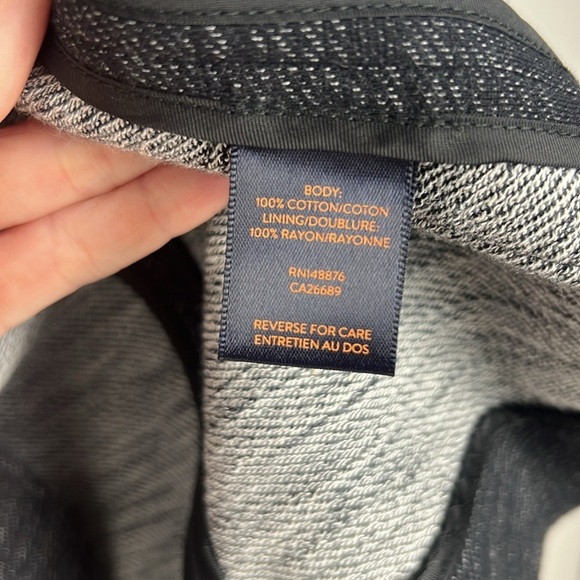 BODY:
100% COTTON/COTON
LINING/DOUBLURE:
100% RAYON/RAYONNE
RN148876
CA26689
REVERSE FOR CARE
ENTRETIEN AU DOS